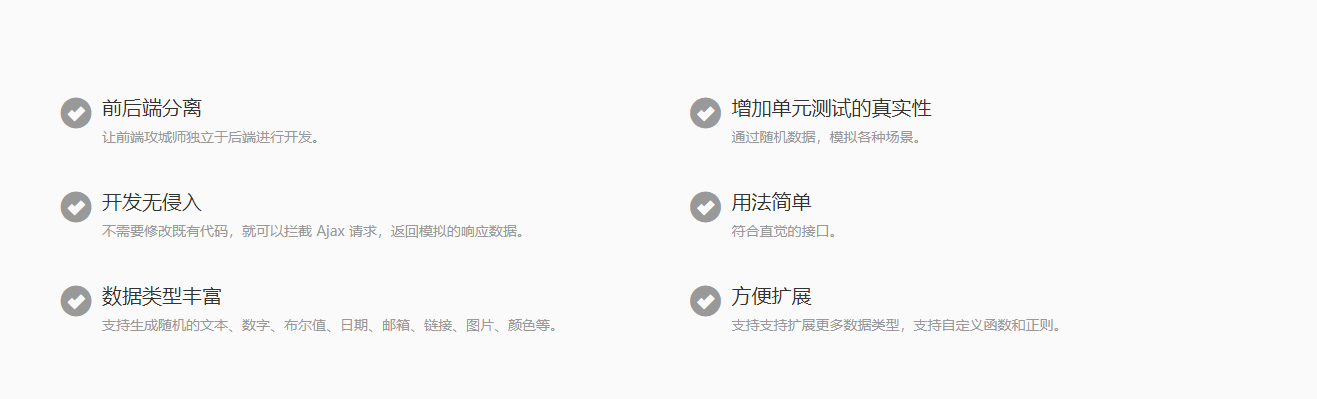 前后端分离
让前端攻城师独立于后端进行开发。
增加单元测试的真实性
通过随机数据，模拟各种场景。
开发无侵入
不需要修改既有代码，就可以拦截 Ajax 请求，返回模拟的响应数据。
用法简单
符合直觉的接口。
数据类型丰富
支持生成随机的文本、数字、布尔值、日期、邮箱、链接、图片、颜色等。
方便扩展
支持支持扩展更多数据类型，支持自定义函数和正则。